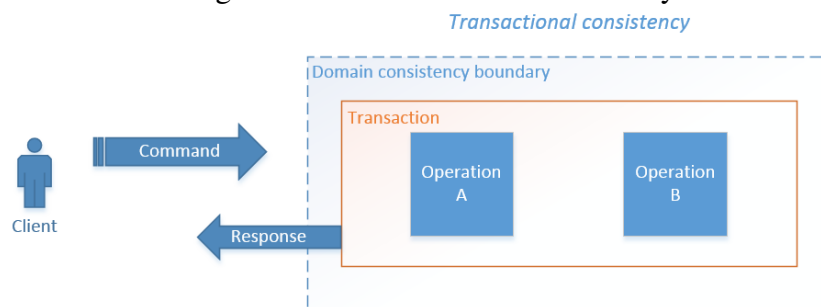 Transactional consistency
Domain consistency boundary
Transaction
Command
Operation
A
Operation
B
Client
Response